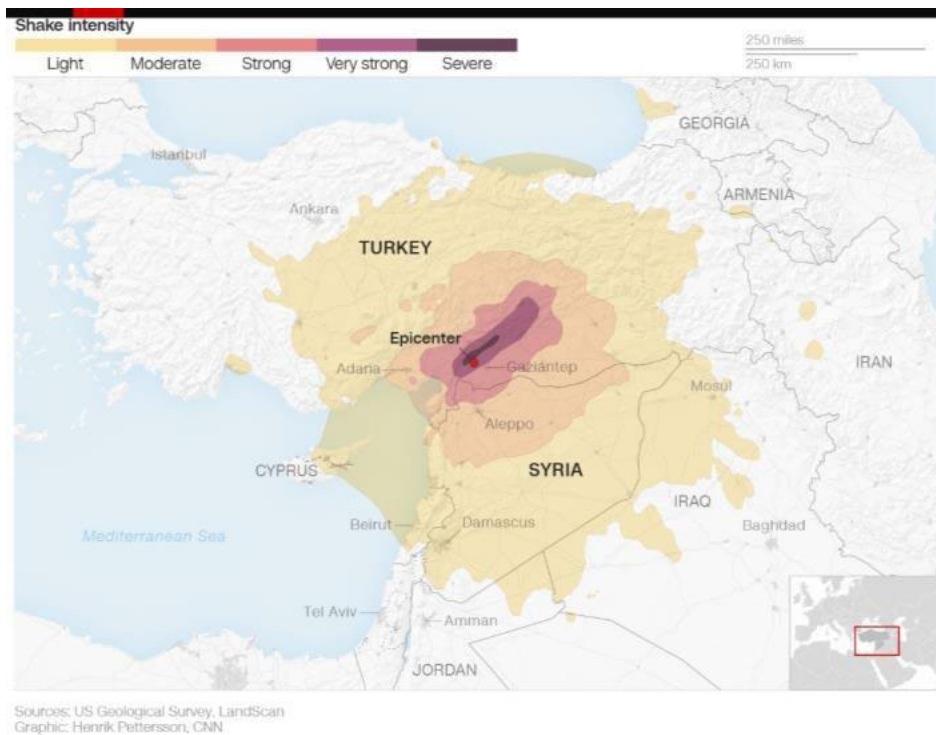 Shake intensity
Light Moderate Strong Very strong Severe
250 miles
250 km
GEORGIA
Istanbul
ARMENIA
Ankara
TURKEY
Epicenter
IRAN
Adana
Gaziántep
Mosul
Aleppo
CYPRUS
SYRIA
IRAQ
Beirut
Damascus
Baghdad
Mediterranean Sea
Tel Aviv
Amman
JORDAN
Sources: US Geological Survey, LandScan
Graphic: Henrik Pettersson, CNN